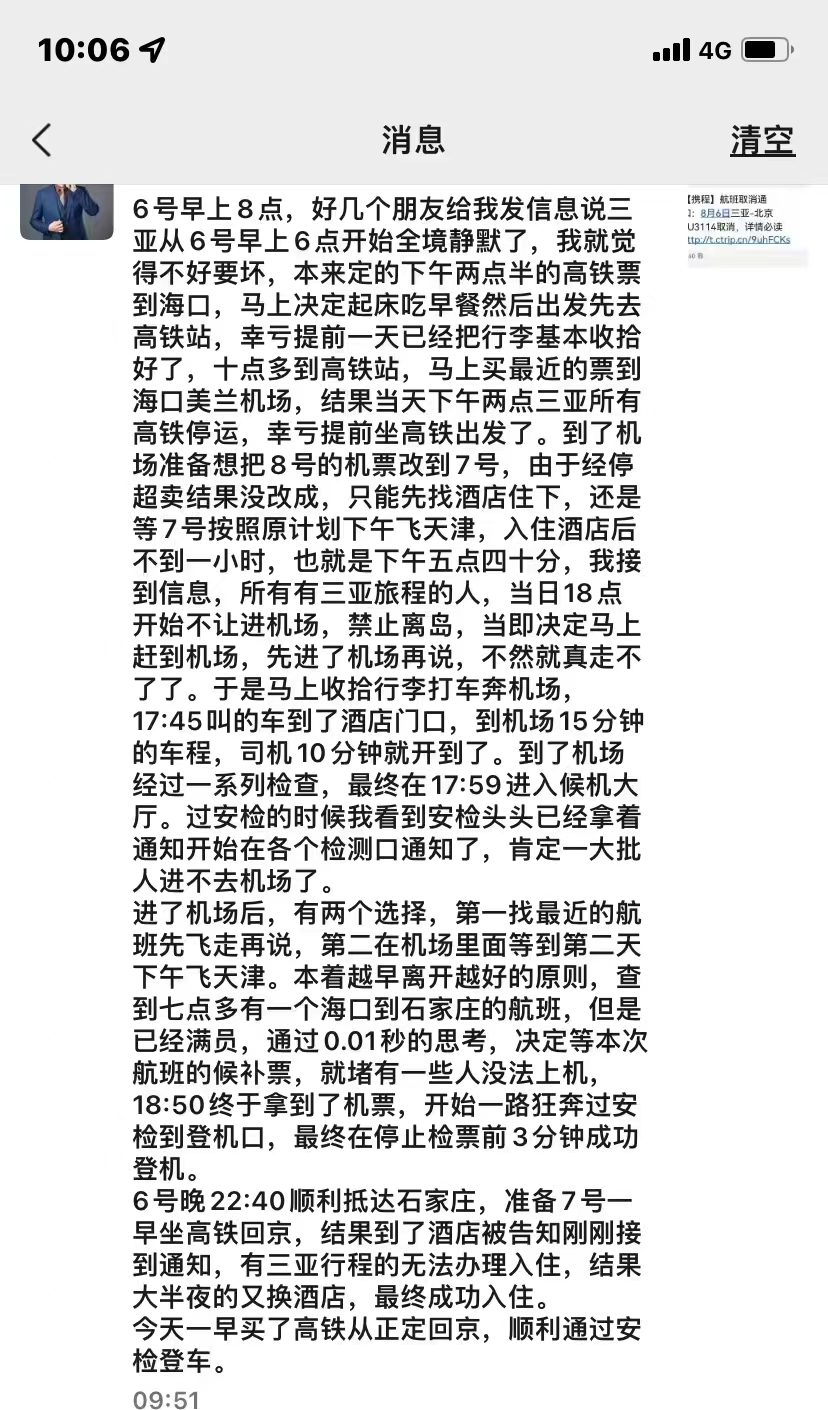 10:06
4G
消息
清空
【携程】航班取消通
8月6日三亚-北京
U3114取消，详情必读
ttp://t.ctrip.cn/9uhFCKs
6号早上8点，好几个朋友给我发信息说三
亚从6号早上6点开始全境静默了，我就觉
得不好要坏，本来定的下午两点半的高铁票
到海口，马上决定起床吃早餐然后出发先去
高铁站，幸亏提前一天已经把行李基本收拾
好了，十点多到高铁站，马上买最近的票到
海口美兰机场，结果当天下午两点三亚所有
高铁停运，幸亏提前坐高铁出发了。到了机
场准备想把8号的机票改到7号，由于经停
超卖结果没改成，只能先找酒店住下，还是
等7号按照原计划下午飞天津，入住酒店后
不到一小时，也就是下午五点四十分，我接
到信息，所有有三亚旅程的人，当日18点
开始不让进机场，禁止离岛，当即决定马上
赶到机场，先进了机场再说，不然就真走不
了了。于是马上收拾行李打车奔机场，
17:45叫的车到了酒店门口，到机场15分钟
的车程，司机10分钟就开到了。到了机场
经过一系列检查，最终在17:59进入候机大
厅。过安检的时候我看到安检头头已经拿着
通知开始在各个检测口通知了，肯定一大批
人进不去机场了。
进了机场后，有两个选择，第一找最近的航
班先飞走再说，第二在机场里面等到第二天
下午飞天津。本着越早离开越好的原则，查
到七点多有一个海口到石家庄的航班，但是
已经满员，通过0.01秒的思考，决定等本次
航班的候补票，就堵有一些人没法上机，
18:50终于拿到了机票，开始一路狂奔过安
检到登机口，最终在停止检票前3分钟成功
登机。
6号晚22:40顺利抵达石家庄，准备7号一
早坐高铁回京，结果到了酒店被告知刚刚接
到通知，有三亚行程的无法办理入住，结果
大半夜的又换酒店，最终成功入住。
今天一早买了高铁从正定回京，顺利通过安
检登车。
09:51